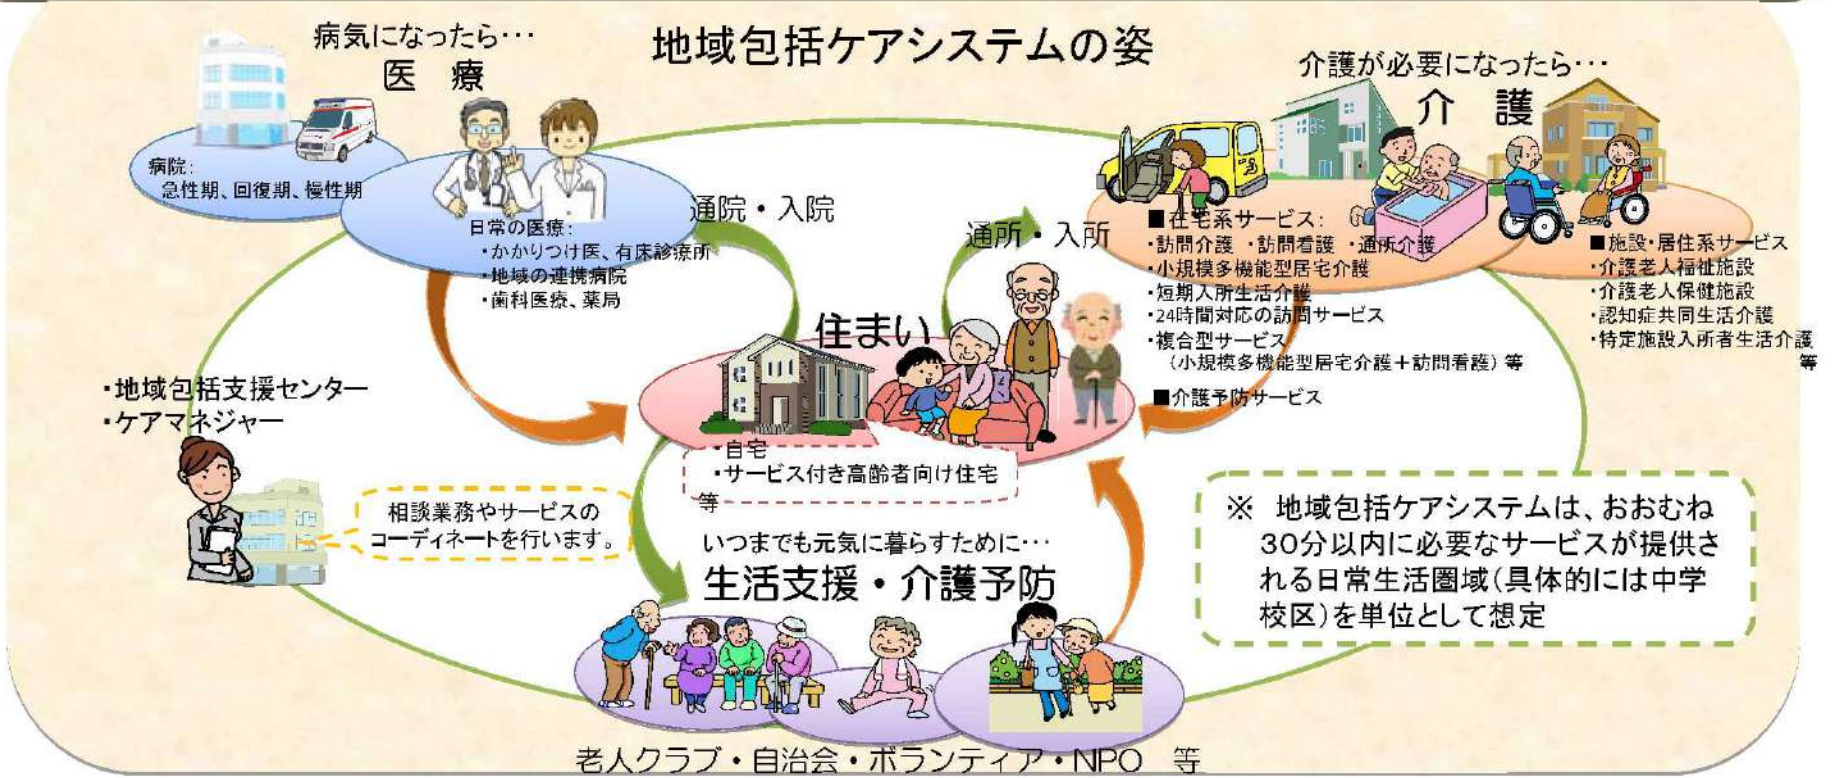 地域包括ケアシステムの姿
病気になったら・・・
医 療
病院:
急性期、回復期、慢性期
日常の医療:
・かかりつけ医、有床診療所
・地域の連携病院
・歯科医療、薬局
通院・入院
通所・入所
介護が必要になったら・・・
介 護
■在宅系サービス:
・訪問介護 ・訪問看護 ・通所介護
・小規模多機能型居宅介護
・短期入所生活介護
・24時間対応の訪問サービス
・複合型サービス
(小規模多機能型居宅介護+訪問看護)等
■介護予防サービス
■施設・居住系サービス
・介護老人福祉施設
・介護老人保健施設
・認知症共同生活介護
・特定施設入所者生活介護
等
住まい
・自宅
・サービス付き高齢者向け住宅
等
・地域包括支援センター
・ケアマネジャー
相談業務やサービスの
コーディネートを行います。
いつまでも元気に暮らすために・・・
生活支援・介護予防
老人クラブ・自治会・ボランティア・NPO 等
※ 地域包括ケアシステムは、おおむね
30分以内に必要なサービスが提供さ
れる日常生活圏域(具体的には中学
校区)を単位として想定